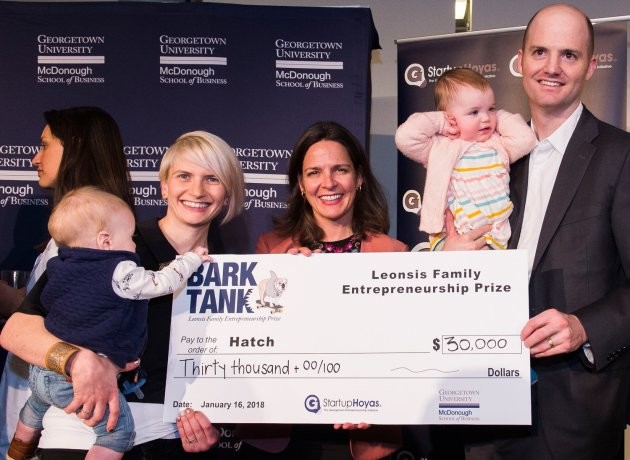 GEORGETOWN UNIVERSITY
McDonough
SCHOOL of BUSINESS
GEORGETOWN UNIVERSITY
McDonough
SCHOOL of BUSINESS
GEORGETOWN UNIVERSITY
McDonough
SCHOOL of BUSINESS
StartupHoyas
GEORGETOWN UNIVERSITY
BARK
TANK
Leonsis Family Entrepreneurship Prize
Leonsis Family
Entrepreneurship Prize
Pay to the
order of:
Hatch
$ 30,000
Thirty thousand + 00/100
Dollars
Date: January 16, 2018
StartupHoyas
GEORGETOWN
UNIVERSITY
McDonough
SCHOOL of BUSINESS